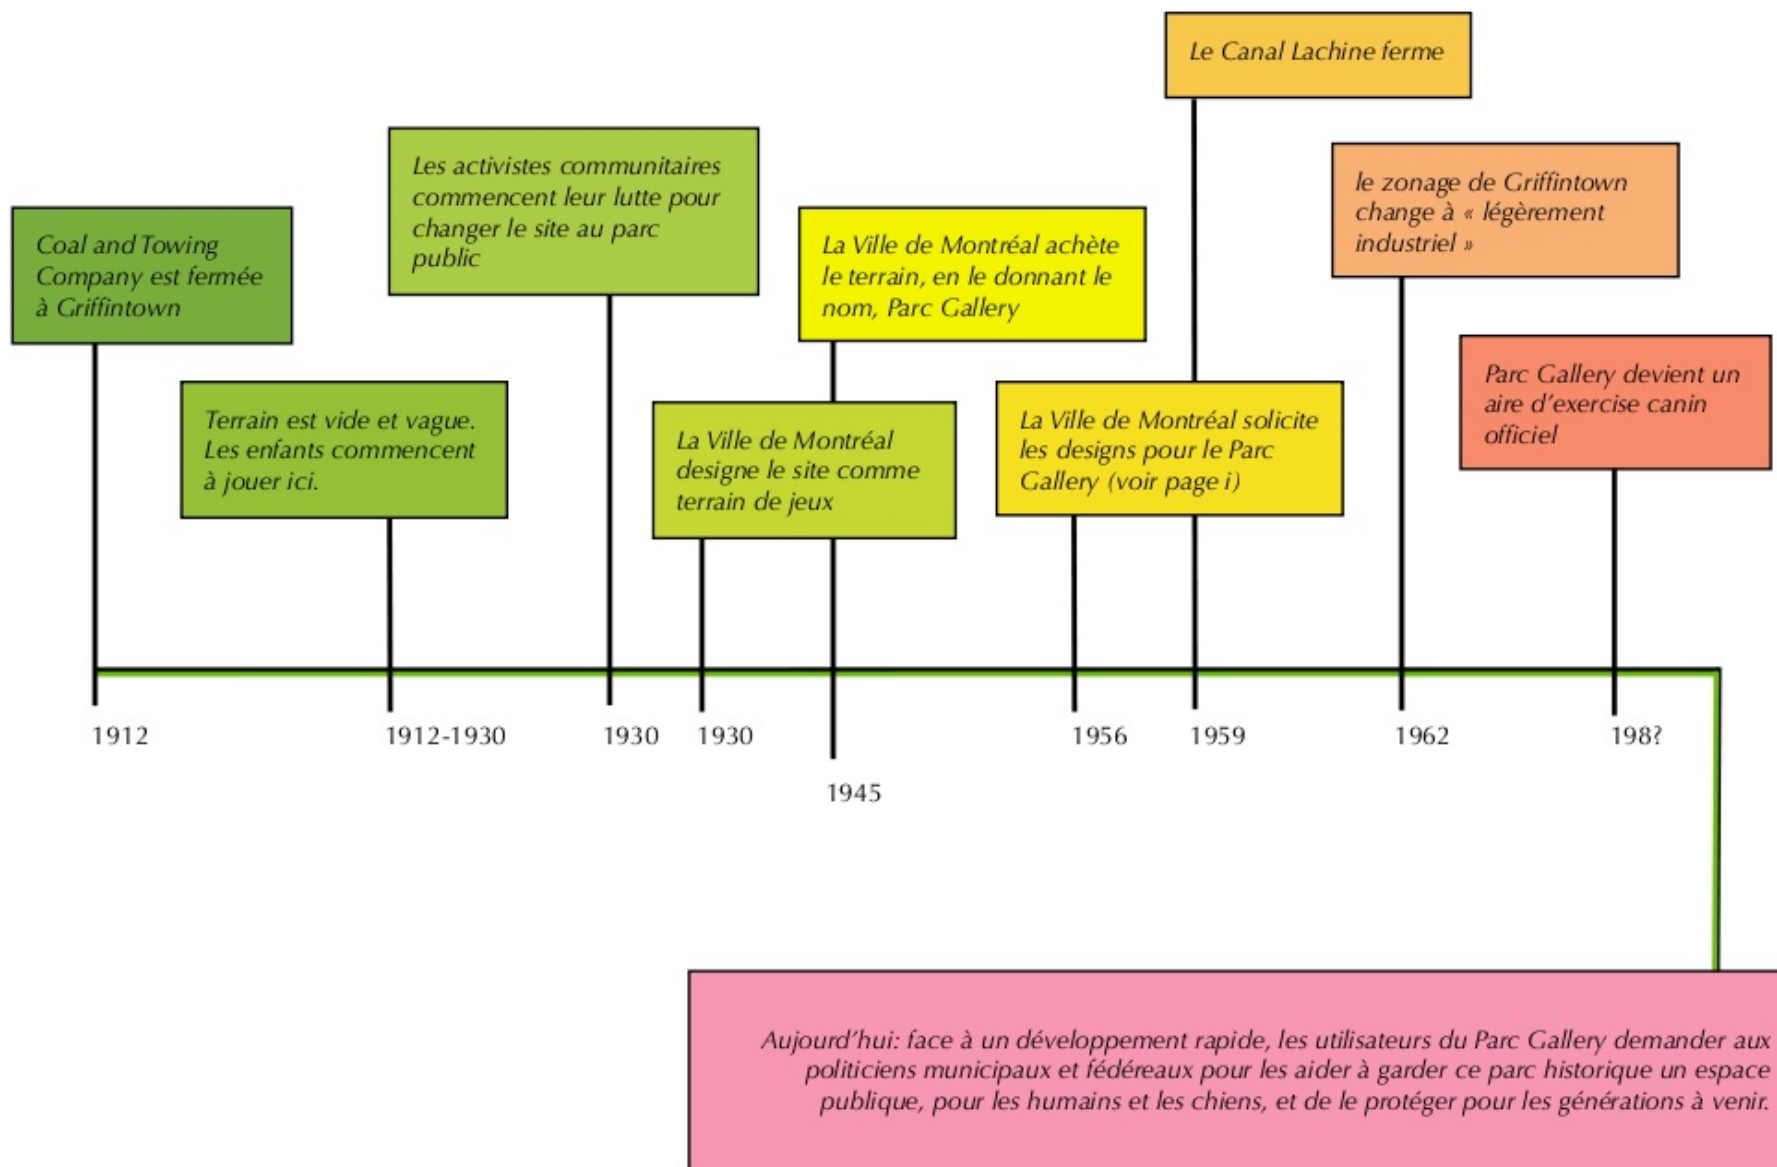 Le Canal Lachine ferme
Les activistes communitaires
commencent leur lutte pour
changer le site au parc
public
le zonage de Griffintown
change à « légèrement
industriel »
Coal and Towing
Company est fermée
à Griffintown
La Ville de Montréal achète
le terrain, en le donnant le
nom, Parc Gallery
Parc Gallery devient un
aire d'exercise canin
officiel
Terrain est vide et vague.
Les enfants commencent
à jouer ici.
La Ville de Montréal
designe le site comme
terrain de jeux
La Ville de Montréal solicite
les designs pour le Parc
Gallery (voir page i)
1912
1912-1930
1930
1930
1945
1956
1959
1962
198?
Aujourd'hui: face à un développement rapide, les utilisateurs du Parc Gallery demander aux
politiciens municipaux et fédéreaux pour les aider à garder ce parc historique un espace
publique, pour les humains et les chiens, et de le protéger pour les générations à venir.